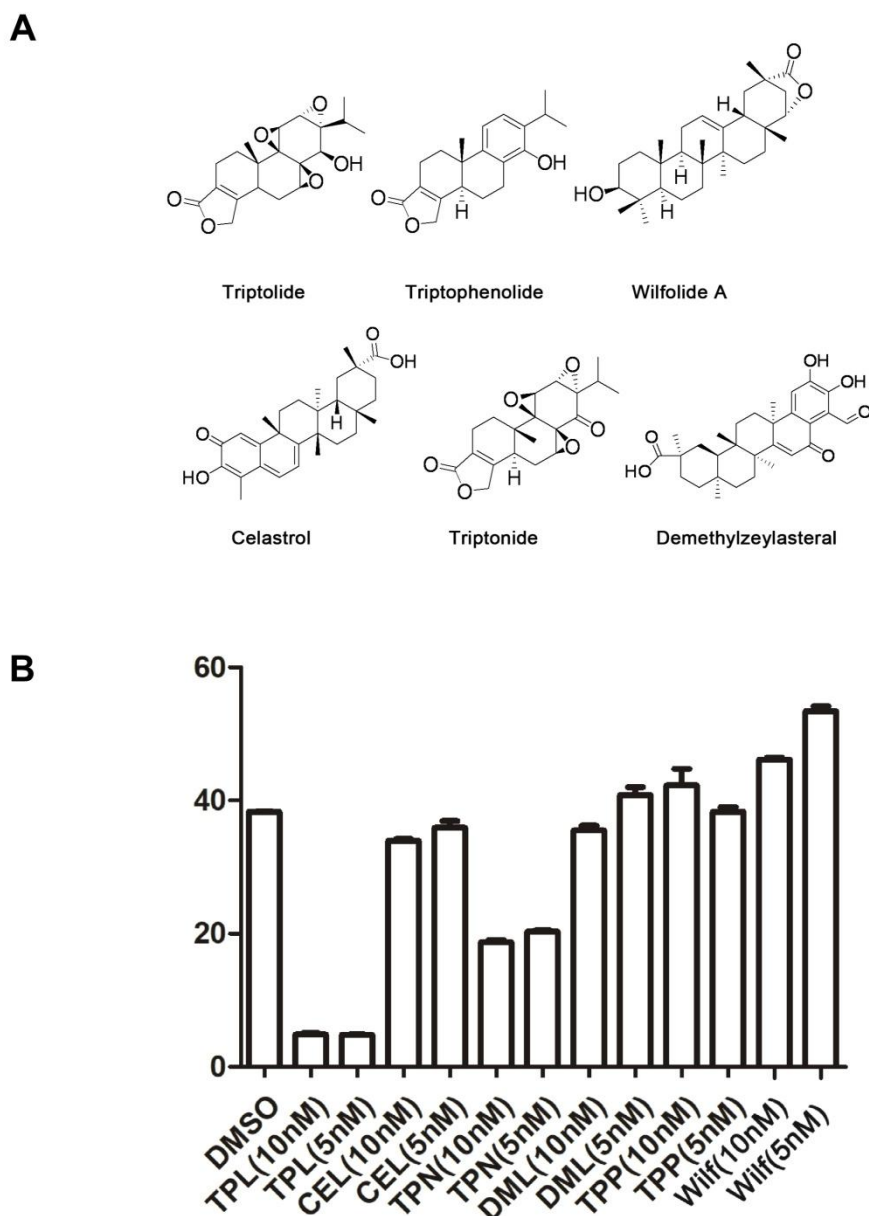 A
O
O
O
O
OH
O
O
OH
O
O
H
O
O
H
H
HO
H
Triptolide
Triptophenolide
Wilfolide A
O
OH
H
O
HO
O
O
O
O
O
O
OH
OH
O
O
O
HO
H
Celastrol
Triptonide
Demethylzeylasteral
B
60
40
20
0
DMSO
TPL(10nM)
TPL(5nM)
CEL(10nM)
CEL(5nM)
TPN(10nM)
TPN(5nM)
DML(10nM)
DML(5nM)
TPP(10nM)
TPP(5nM)
Wilf(10nM)
Wilf(5nM)